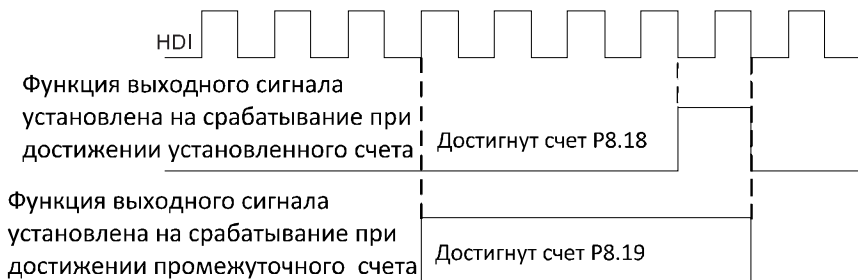 HDI
Функция выходного сигнала
установлена на срабатывание при
достижении установленного счета
Достигнут счет P8.18
Функция выходного сигнала
установлена на срабатывание при
достижении промежуточного счета
Достигнут счет P8.19